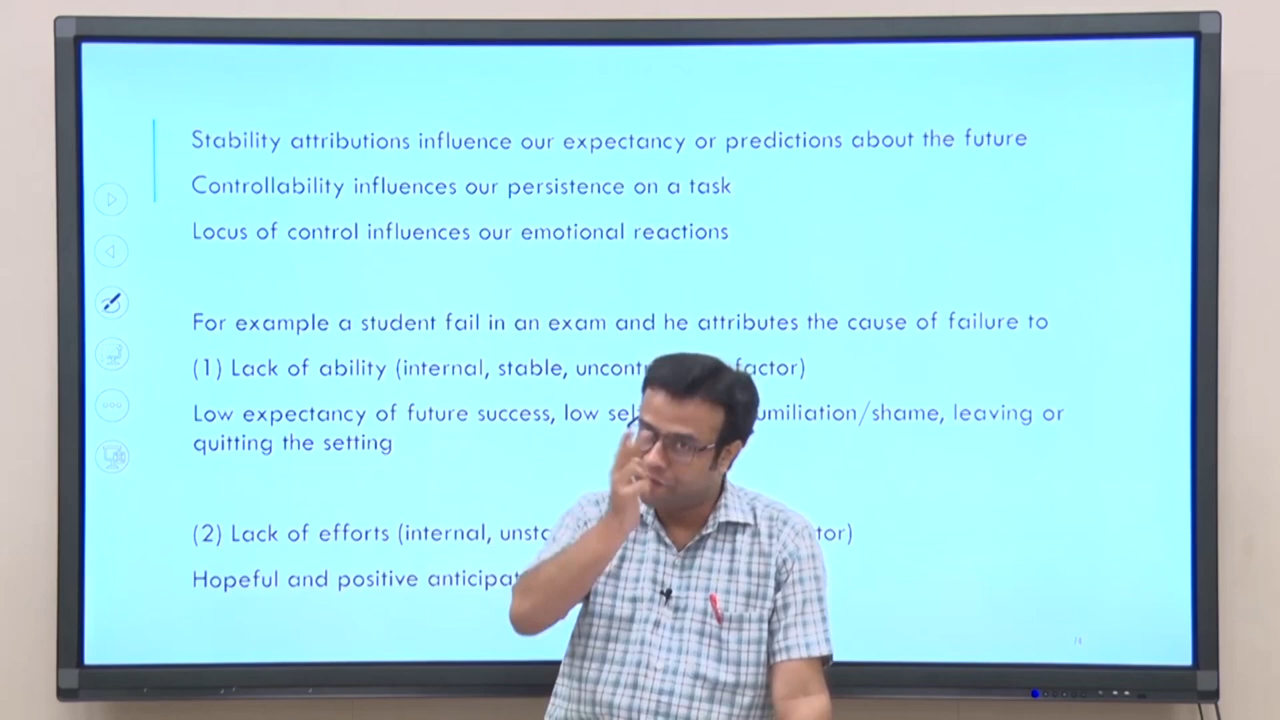 Stability attributions influence our expectancy or predictions about the future
Controllability influences our persistence on a task
Locus of control influences our emotional reactions
For example a student fail in an exam and he attributes the cause of failure to
(1) Lack of ability (internal, stable, factor)
Low expectancy of future success, low leaving or
quitting the setting
(2) Lack of efforts (internal,
Hopeful and positive